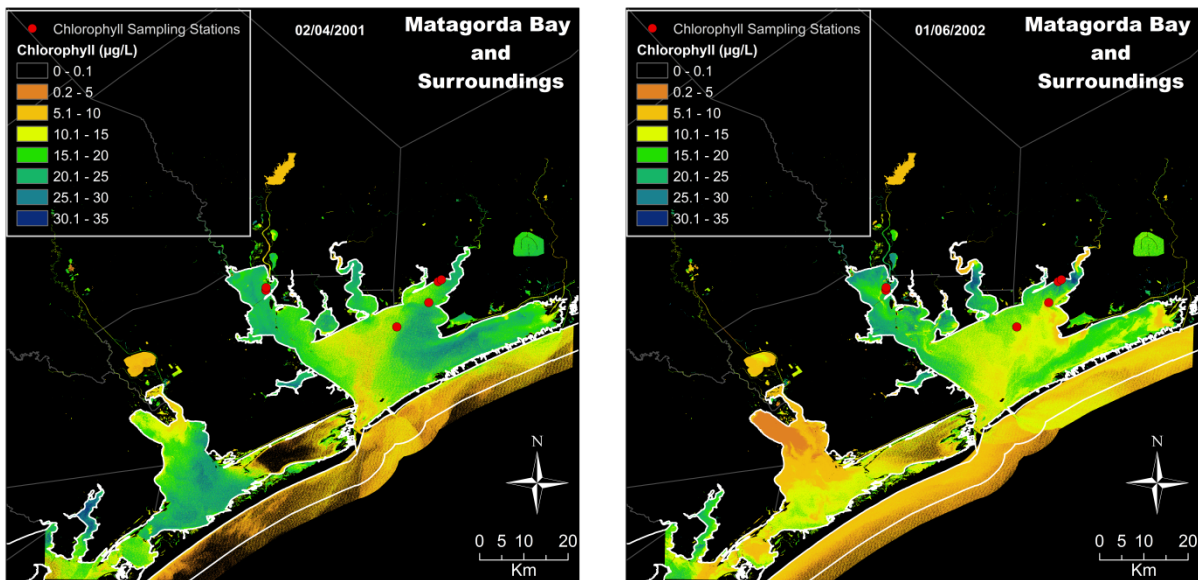 Chlorophyll Sampling Stations
02/04/2001
Matagorda Bay
and
Surroundings
Chlorophyll (µg/L)
0 - 0.1
0.2 - 5
5.1 - 10
10.1 - 15
15.1 - 20
20.1 - 25
25.1 - 30
30.1 - 35
N
0 5 10 20
Km
Chlorophyll Sampling Stations
01/06/2002
Matagorda Bay
and
Surroundings
Chlorophyll (µg/L)
0 - 0.1
0.2 - 5
5.1 - 10
10.1 - 15
15.1 - 20
20.1 - 25
25.1 - 30
30.1 - 35
N
0 5 10 20
Km